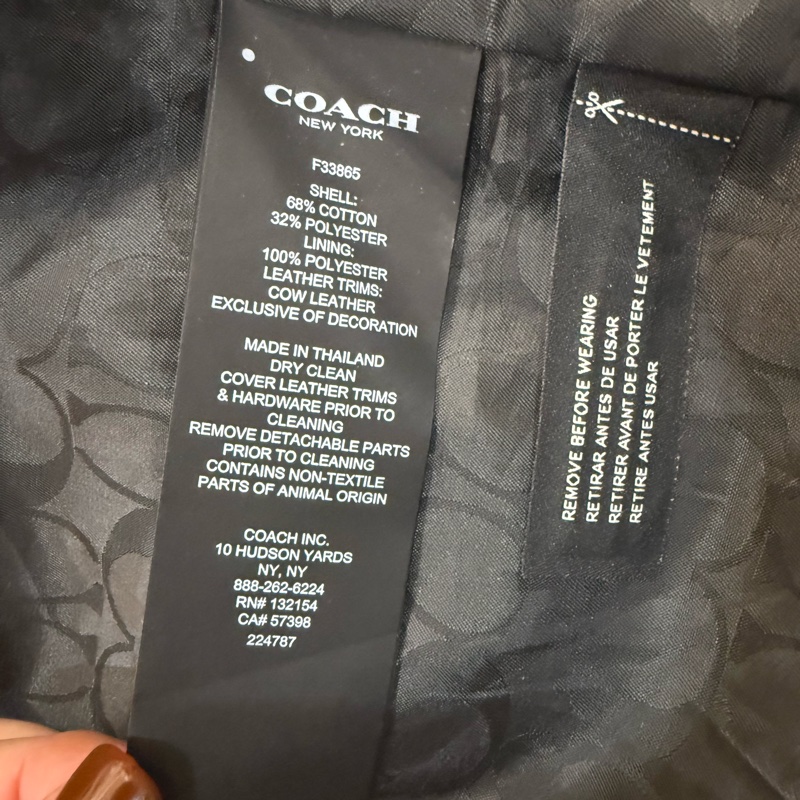 COACH
NEW YORK
F33865
SHELL:
68% COTTON
32% POLYESTER
LINING:
100% POLYESTER
LEATHER TRIMS:
COW LEATHER
EXCLUSIVE OF DECORATION
MADE IN THAILAND
DRY CLEAN
COVER LEATHER TRIMS
& HARDWARE PRIOR TO
CLEANING
REMOVE DETACHABLE PARTS
PRIOR TO CLEANING
CONTAINS NON-TEXTILE
PARTS OF ANIMAL ORIGIN
COACH INC.
10 HUDSON YARDS
NY, NY
888-262-6224
RN# 132154
CA# 57398
224787
REMOVE BEFORE WEARING
RETIRAR ANTES DE USAR
RETIRER AVANT DE PORTER LE VETEMENT
RETIRE ANTES USAR